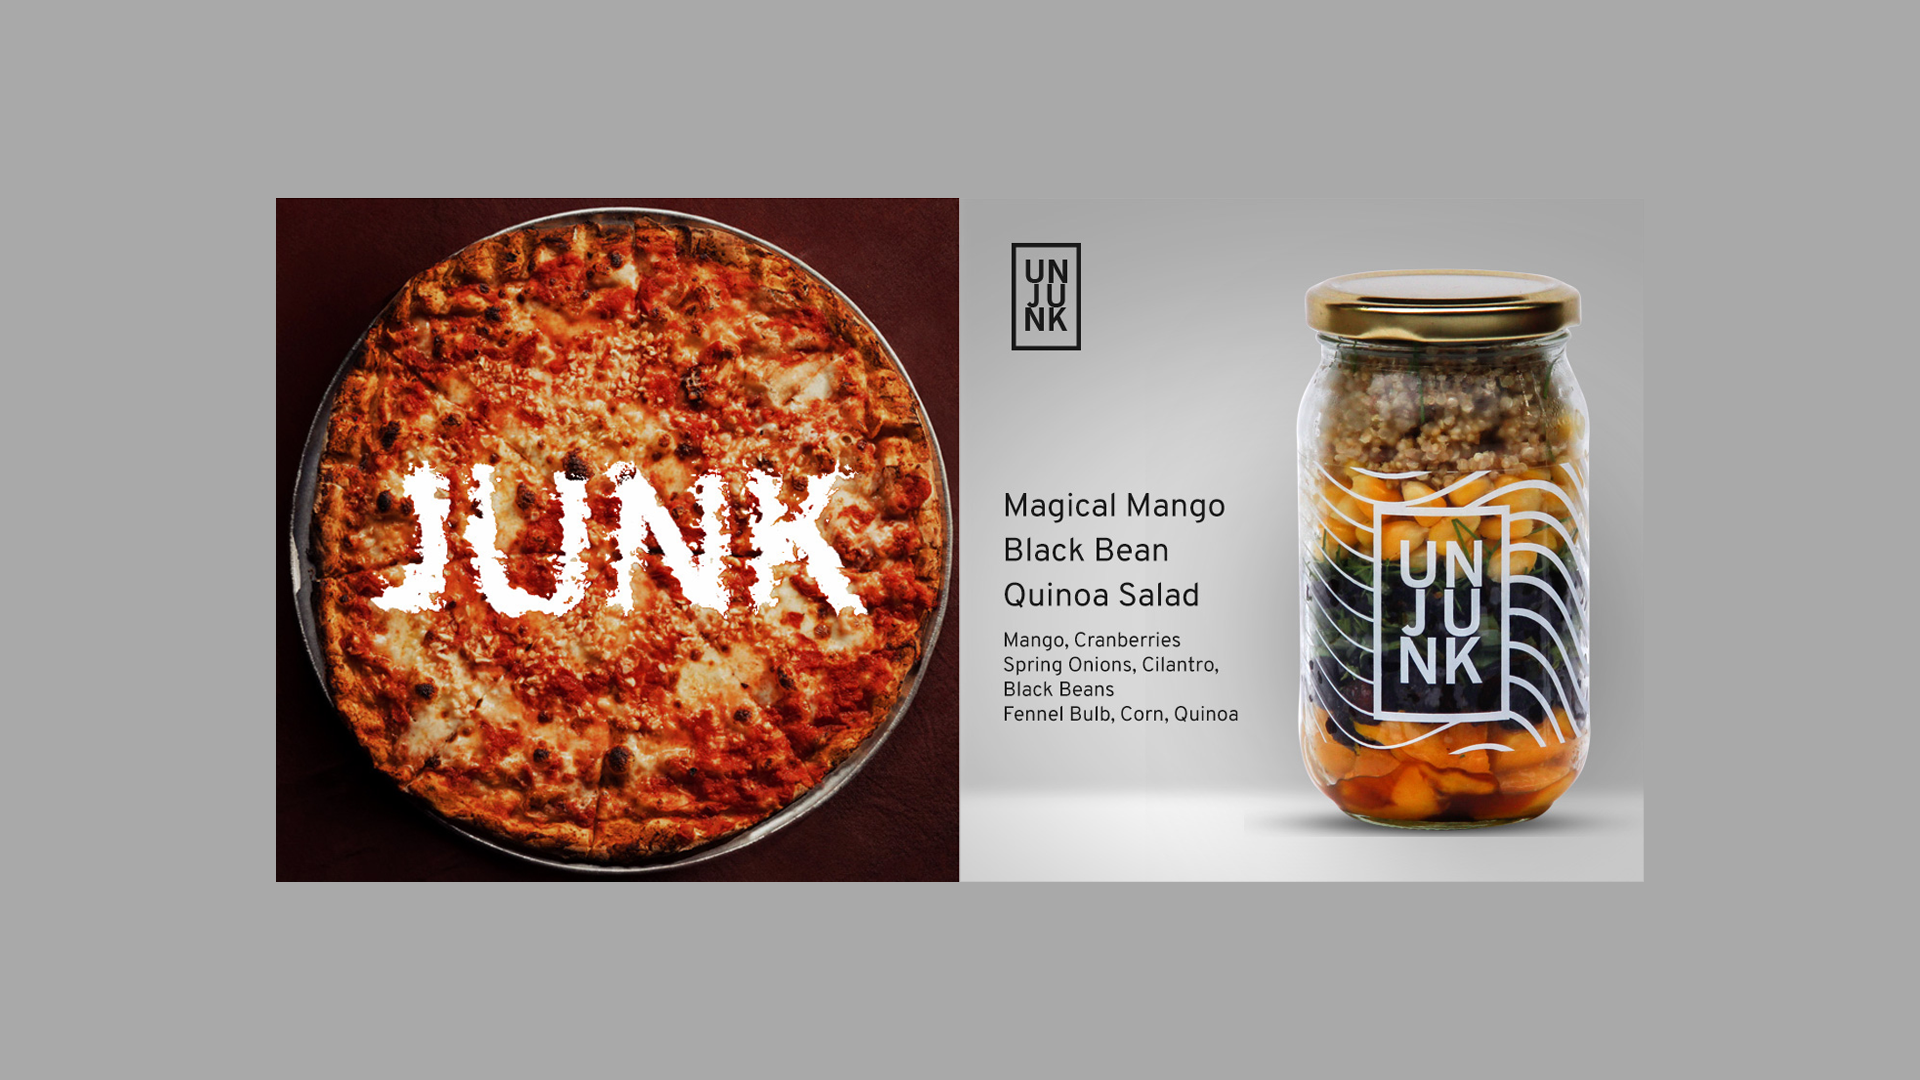 JUNK
UN
JU
NK
Magical Mango
Black Bean
Quinoa Salad
Mango, Cranberries
Spring Onions, Cilantro,
Black Beans
Fennel Bulb, Corn, Quinoa
UN
JU
NK